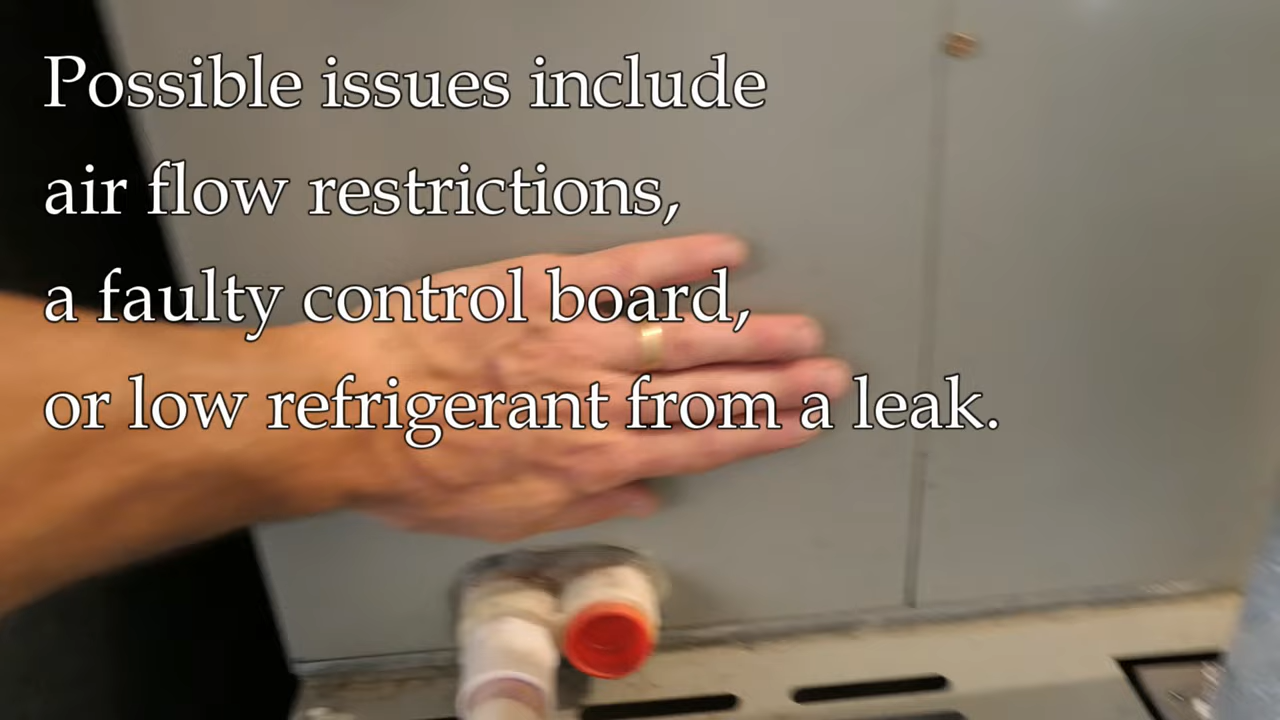 Possible issues include
air flow restrictions,
a faulty control board,
or low refrigerant from a leak.